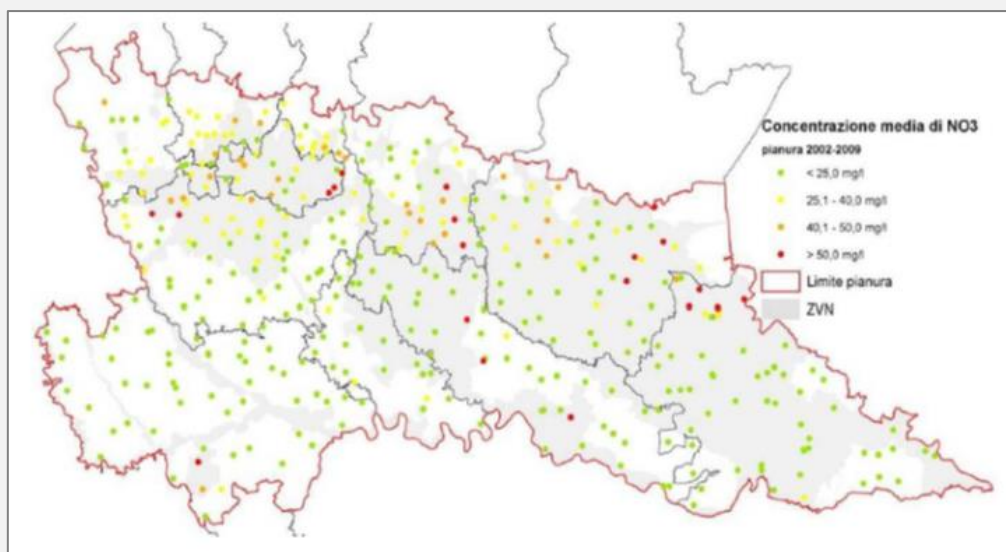 Concentrazione media di NO3
pianura 2002-2009
< 25,0 mg/l
25,1 - 40,0 mg/l
40,1 - 50,0 mg/l
> 50,0 mg/l
Limite pianura
ZVN